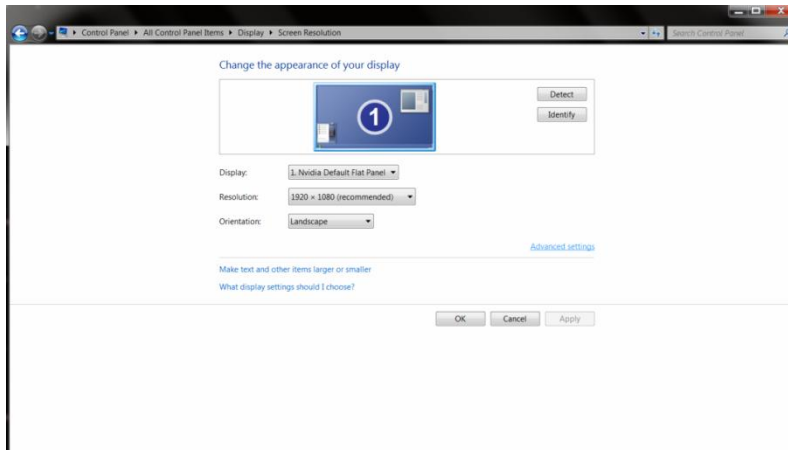 Control Panel ▸ All Control Panel Items ▸ Display ▸ Screen Resolution
Search Control Panel
Change the appearance of your display
1
Detect
Identify
Display: 1. Nvidia Default Flat Panel
Resolution: 1920 × 1080 (recommended)
Orientation: Landscape
Advanced settings
Make text and other items larger or smaller
What display settings should I choose?
OK Cancel Apply